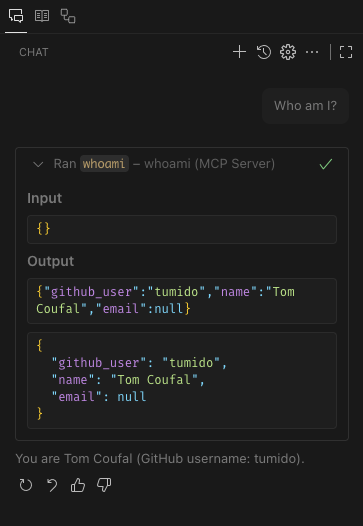 CHAT
Who am I?
Ran whoami – whoami (MCP Server)
Input
{}
Output
{"github_user":"tumido","name":"Tom
Coufal","email":null}
{
"github_user": "tumido",
"name": "Tom Coufal",
"email": null
}
You are Tom Coufal (GitHub username: tumido).